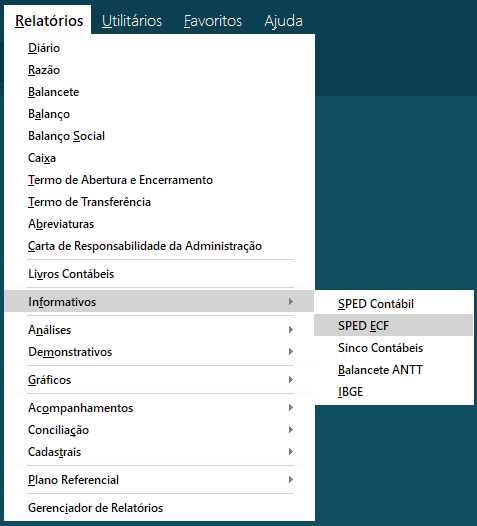 Relatórios Utilitários Favoritos Ajuda
Diário
Razão
Balancete
Balanço
Balanço Social
Caixa
Termo de Abertura e Encerramento
Termo de Transferência
Abreviaturas
Carta de Responsabilidade da Administração
Livros Contábeis
Informativos
SPED Contábil
SPED ECF
Sinco Contábeis
Balancete ANTT
IBGE
Análises
Demonstrativos
Gráficos
Acompanhamentos
Conciliação
Cadastrais
Plano Referencial
Gerenciador de Relatórios